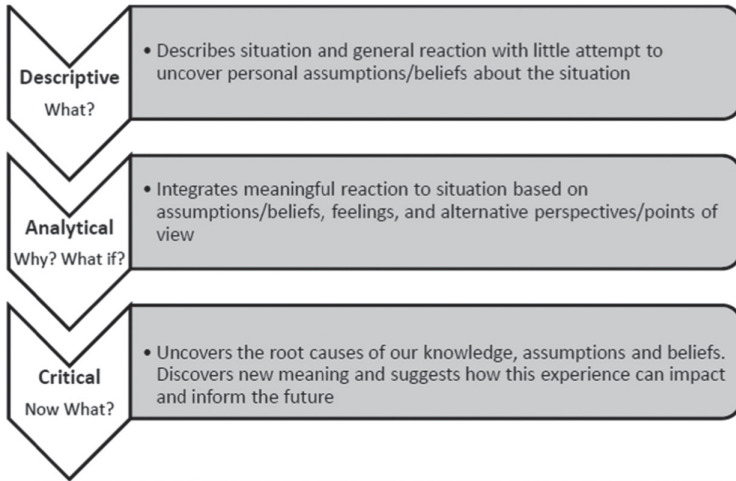 Descriptive
What?
• Describes situation and general reaction with little attempt to
uncover personal assumptions/beliefs about the situation
Analytical
Why? What if?
• Integrates meaningful reaction to situation based on
assumptions/beliefs, feelings, and alternative perspectives/points of
view
Critical
Now What?
• Uncovers the root causes of our knowledge, assumptions and beliefs.
Discovers new meaning and suggests how this experience can impact
and inform the future